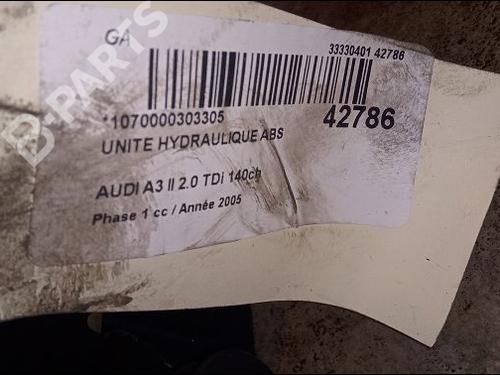 GA
33330401 42786
*1070000303305
42786
UNITE HYDRAULIQUE ABS
AUDI A3 II 2.0 TDi 140ch
Phase 1 cc / Année 2005
B-PARTS